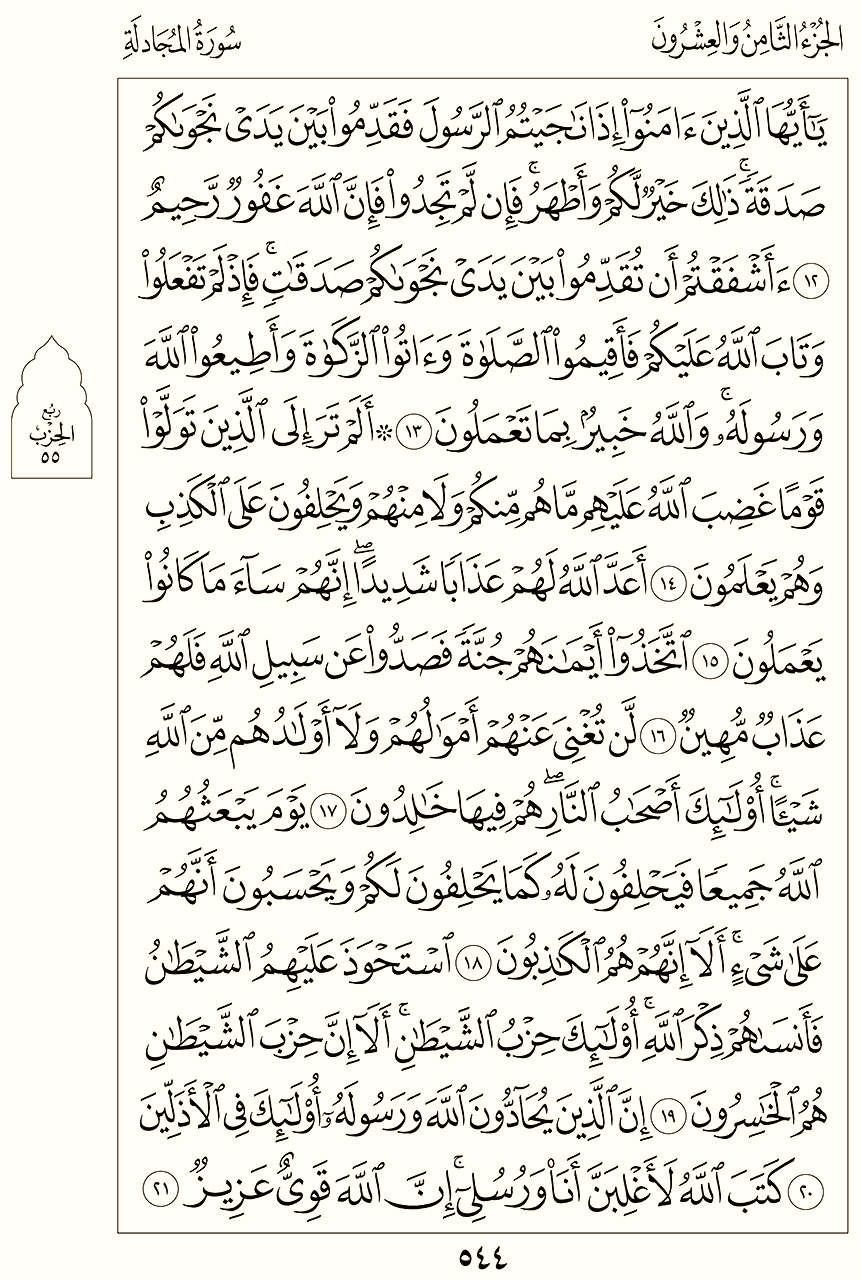 الجُزْءُ الثَّامِنُ وَالعِشْرُونَ
سُورَةُ المُجَادلَةِ
يَٰٓأَيُّهَا ٱلَّذِينَ ءَامَنُوٓا۟ إِذَا نَٰجَيْتُمُ ٱلرَّسُولَ فَقَدِّمُوا۟ بَيْنَ يَدَىْ نَجْوَىٰكُمْ
صَدَقَةً ۚ ذَٰلِكَ خَيْرٌ لَّكُمْ وَأَطْهَرُ ۚ فَإِن لَّمْ تَجِدُوا۟ فَإِنَّ ٱللَّهَ غَفُورٌ رَّحِيمٌ
١٢ ءَأَشْفَقْتُمْ أَن تُقَدِّمُوا۟ بَيْنَ يَدَىْ نَجْوَىٰكُمْ صَدَقَٰتٍ ۚ فَإِذْ لَمْ تَفْعَلُوا۟
وَتَابَ ٱللَّهُ عَلَيْكُمْ فَأَقِيمُوا۟ ٱلصَّلَوٰةَ وَءَاتُوا۟ ٱلزَّكَوٰةَ وَأَطِيعُوا۟ ٱللَّهَ
وَرَسُولَهُۥ ۚ وَٱللَّهُ خَبِيرٌۢ بِمَا تَعْمَلُونَ ١٣ ۞ أَلَمْ تَرَ إِلَى ٱلَّذِينَ تَوَلَّوْا۟
قَوْمًا غَضِبَ ٱللَّهُ عَلَيْهِم مَّا هُم مِّنكُمْ وَلَا مِنْهُمْ وَيَحْلِفُونَ عَلَى ٱلْكَذِبِ
وَهُمْ يَعْلَمُونَ ١٤ أَعَدَّ ٱللَّهُ لَهُمْ عَذَابًا شَدِيدًا ۖ إِنَّهُمْ سَآءَ مَا كَانُوا۟
يَعْمَلُونَ ١٥ ٱتَّخَذُوٓا۟ أَيْمَٰنَهُمْ جُنَّةً فَصَدُّوا۟ عَن سَبِيلِ ٱللَّهِ فَلَهُمْ
عَذَابٌ مُّهِينٌ ١٦ لَّن تُغْنِىَ عَنْهُمْ أَمْوَٰلُهُمْ وَلَآ أَوْلَٰدُهُم مِّنَ ٱللَّهِ
شَيْـًٔا ۚ أُو۟لَٰٓئِكَ أَصْحَٰبُ ٱلنَّارِ ۖ هُمْ فِيهَا خَٰلِدُونَ ١٧ يَوْمَ يَبْعَثُهُمُ
ٱللَّهُ جَمِيعًا فَيَحْلِفُونَ لَهُۥ كَمَا يَحْلِفُونَ لَكُمْ وَيَحْسَبُونَ أَنَّهُمْ
عَلَىٰ شَىْءٍ ۚ أَلَآ إِنَّهُمْ هُمُ ٱلْكَٰذِبُونَ ١٨ ٱسْتَحْوَذَ عَلَيْهِمُ ٱلشَّيْطَٰنُ
فَأَنسَىٰهُمْ ذِكْرَ ٱللَّهِ ۚ أُو۟لَٰٓئِكَ حِزْبُ ٱلشَّيْطَٰنِ ۚ أَلَآ إِنَّ حِزْبَ ٱلشَّيْطَٰنِ
هُمُ ٱلْخَٰسِرُونَ ١٩ إِنَّ ٱلَّذِينَ يُحَآدُّونَ ٱللَّهَ وَرَسُولَهُۥٓ أُو۟لَٰٓئِكَ فِى ٱلْأَذَلِّينَ
٢٠ كَتَبَ ٱللَّهُ لَأَغْلِبَنَّ أَنَا۠ وَرُسُلِىٓ ۚ إِنَّ ٱللَّهَ قَوِىٌّ عَزِيزٌ ٢١
رُبْع
الحِزْب
٥٥
٥٤٤